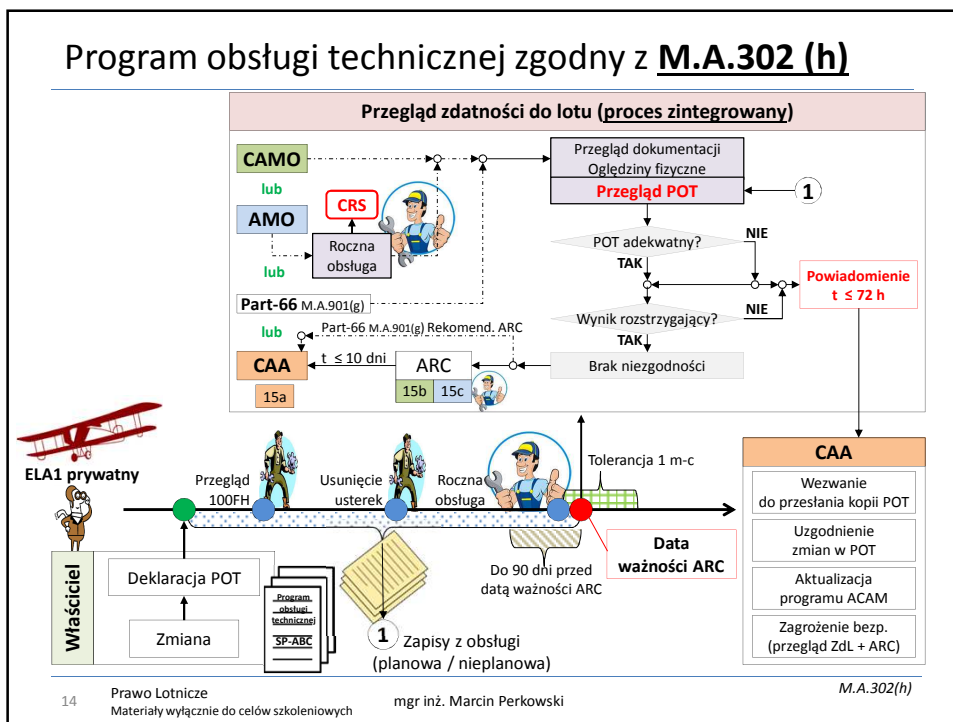 Program obsługi technicznej zgodny z M.A.302 (h)
Przegląd zdatności do lotu (proces zintegrowany)
CAMO
lub
AMO
lub
Part-66 M.A.901(g)
lub
CAA
15a
CRS
Roczna
obsługa
Przegląd dokumentacji
Oględziny fizyczne
Przegląd POT
1
POT adekwatny?
NIE
TAK
Powiadomienie
t ≤ 72 h
Wynik rozstrzygający?
NIE
TAK
Brak niezgodności
Part-66 M.A.901(g) Rekomend. ARC
t ≤ 10 dni
ARC
15b 15c
ELA1 prywatny
Przegląd
100FH
Usunięcie
usterek
Roczna
obsługa
Tolerancja 1 m-c
Data
ważności ARC
Do 90 dni przed
datą ważności ARC
Właściciel
Deklaracja POT
Zmiana
Program
obsługi
technicznej
SP-ABC
1
Zapisy z obsługi
(planowa / nieplanowa)
CAA
Wezwanie
do przesłania kopii POT
Uzgodnienie
zmian w POT
Aktualizacja
programu ACAM
Zagrożenie bezp.
(przegląd ZdL + ARC)
M.A.302(h)
14
Prawo Lotnicze
Materiały wyłącznie do celów szkoleniowych
mgr inż. Marcin Perkowski